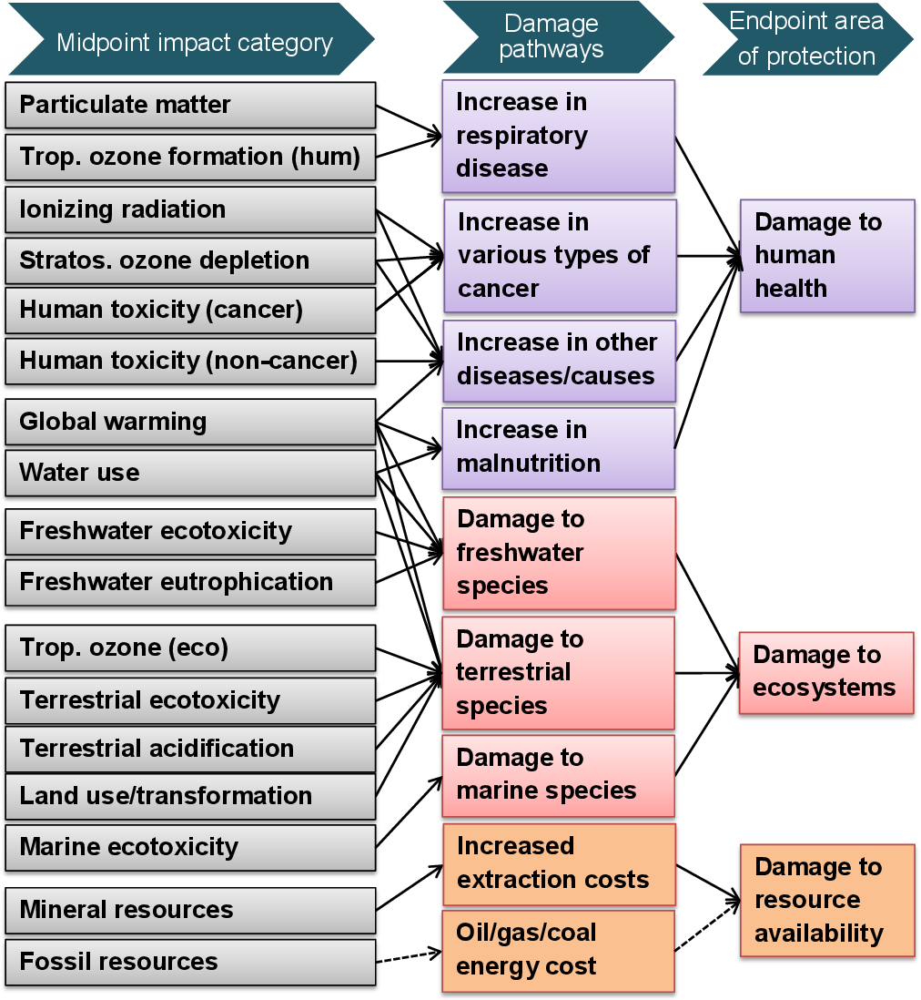 Midpoint impact category
Damage
pathways
Endpoint area
of protection
Particulate matter
Trop. ozone formation (hum)
Ionizing radiation
Stratos. ozone depletion
Human toxicity (cancer)
Human toxicity (non-cancer)
Global warming
Water use
Freshwater ecotoxicity
Freshwater eutrophication
Trop. ozone (eco)
Terrestrial ecotoxicity
Terrestrial acidification
Land use/transformation
Marine ecotoxicity
Mineral resources
Fossil resources
Increase in
respiratory
disease
Increase in
various types of
cancer
Increase in other
diseases/causes
Increase in
malnutrition
Damage to
freshwater
species
Damage to
terrestrial
species
Damage to
marine species
Increased
extraction costs
Oil/gas/coal
energy cost
Damage to
human
health
Damage to
ecosystems
Damage to
resource
availability